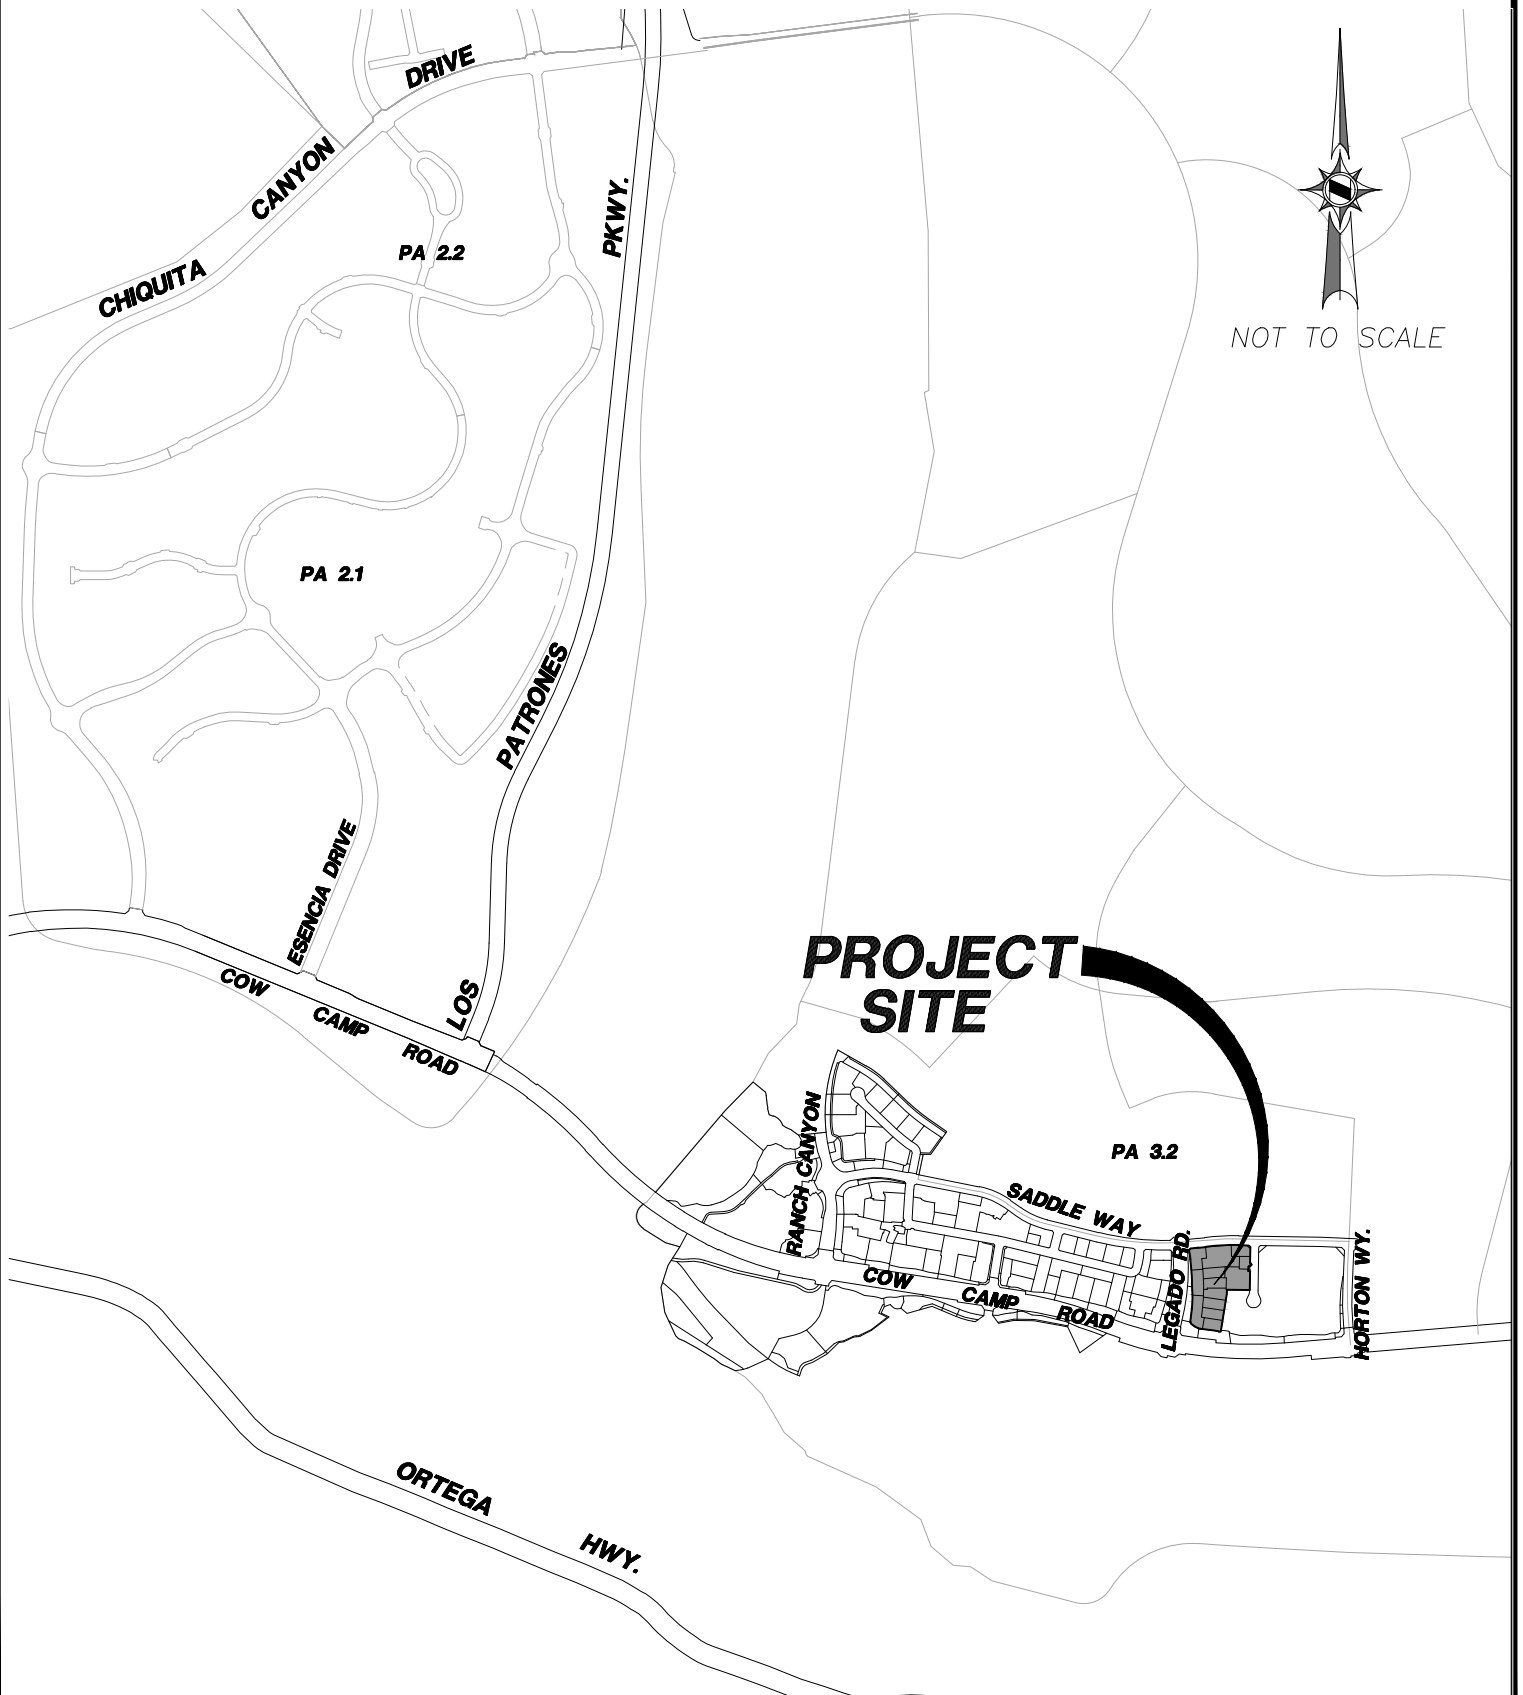 CHIQUITA CANYON DRIVE
PKWY.
PA 2.2
NOT TO SCALE
PA 2.1
LOS PATRONES
ESENCIA DRIVE
COW CAMP ROAD
PROJECT
SITE
RANCH CANYON
PA 3.2
SADDLE WAY
LEGADO RD.
HORTON WY.
COW CAMP ROAD
ORTEGA HWY.